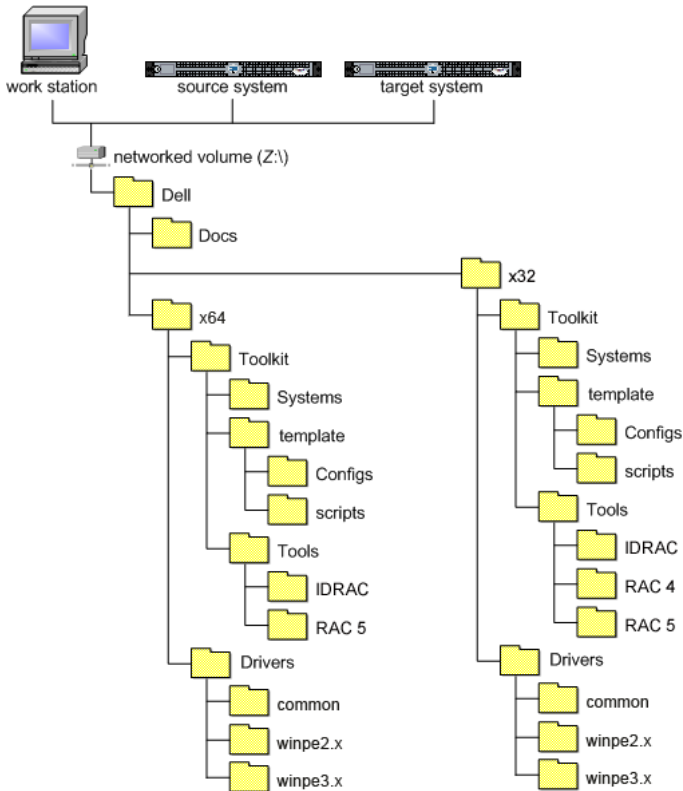 work station
source system
target system
networked volume (Z:\)
Dell
Docs
x64
Toolkit
Systems
template
Configs
scripts
Tools
IDRAC
RAC 5
Drivers
common
winpe2.x
winpe3.x
x32
Toolkit
Systems
template
Configs
scripts
Tools
IDRAC
RAC 4
RAC 5
Drivers
common
winpe2.x
winpe3.x